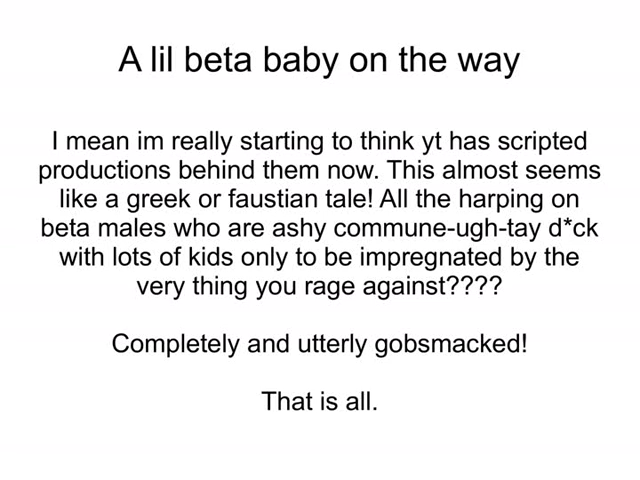 A lil beta baby on the way
I mean im really starting to think yt has scripted
productions behind them now. This almost seems
like a greek or faustian tale! All the harping on
beta males who are ashy commune-ugh-tay d*ck
with lots of kids only to be impregnated by the
very thing you rage against????
Completely and utterly gobsmacked!
That is all.